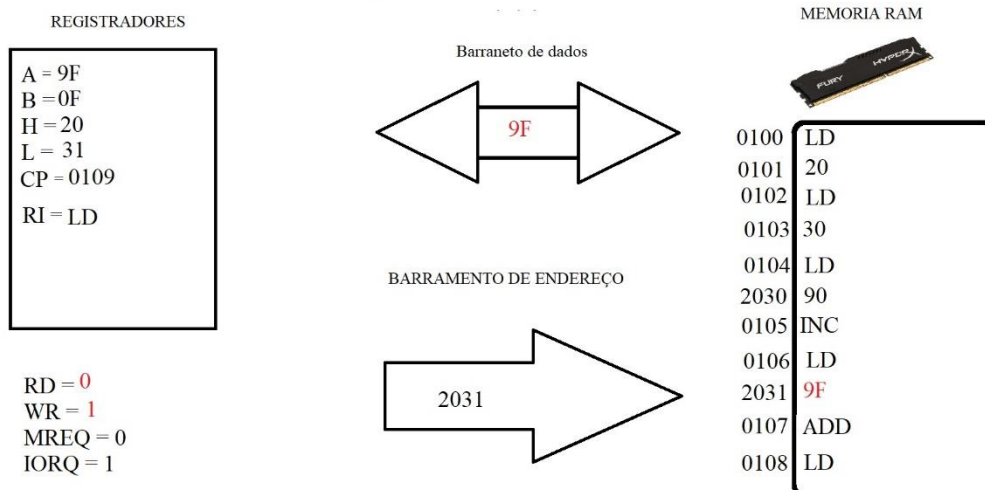 REGISTRADORES
A = 9F
B = 0F
H = 20
L = 31
CP = 0109
RI = LD
RD = 0
WR = 1
MREQ = 0
IORQ = 1
Barraneto de dados
9F
BARRAMENTO DE ENDEREÇO
2031
MEMORIA RAM
FURY HYPERX
0100 LD
0101 20
0102 LD
0103 30
0104 LD
2030 90
0105 INC
0106 LD
2031 9F
0107 ADD
0108 LD